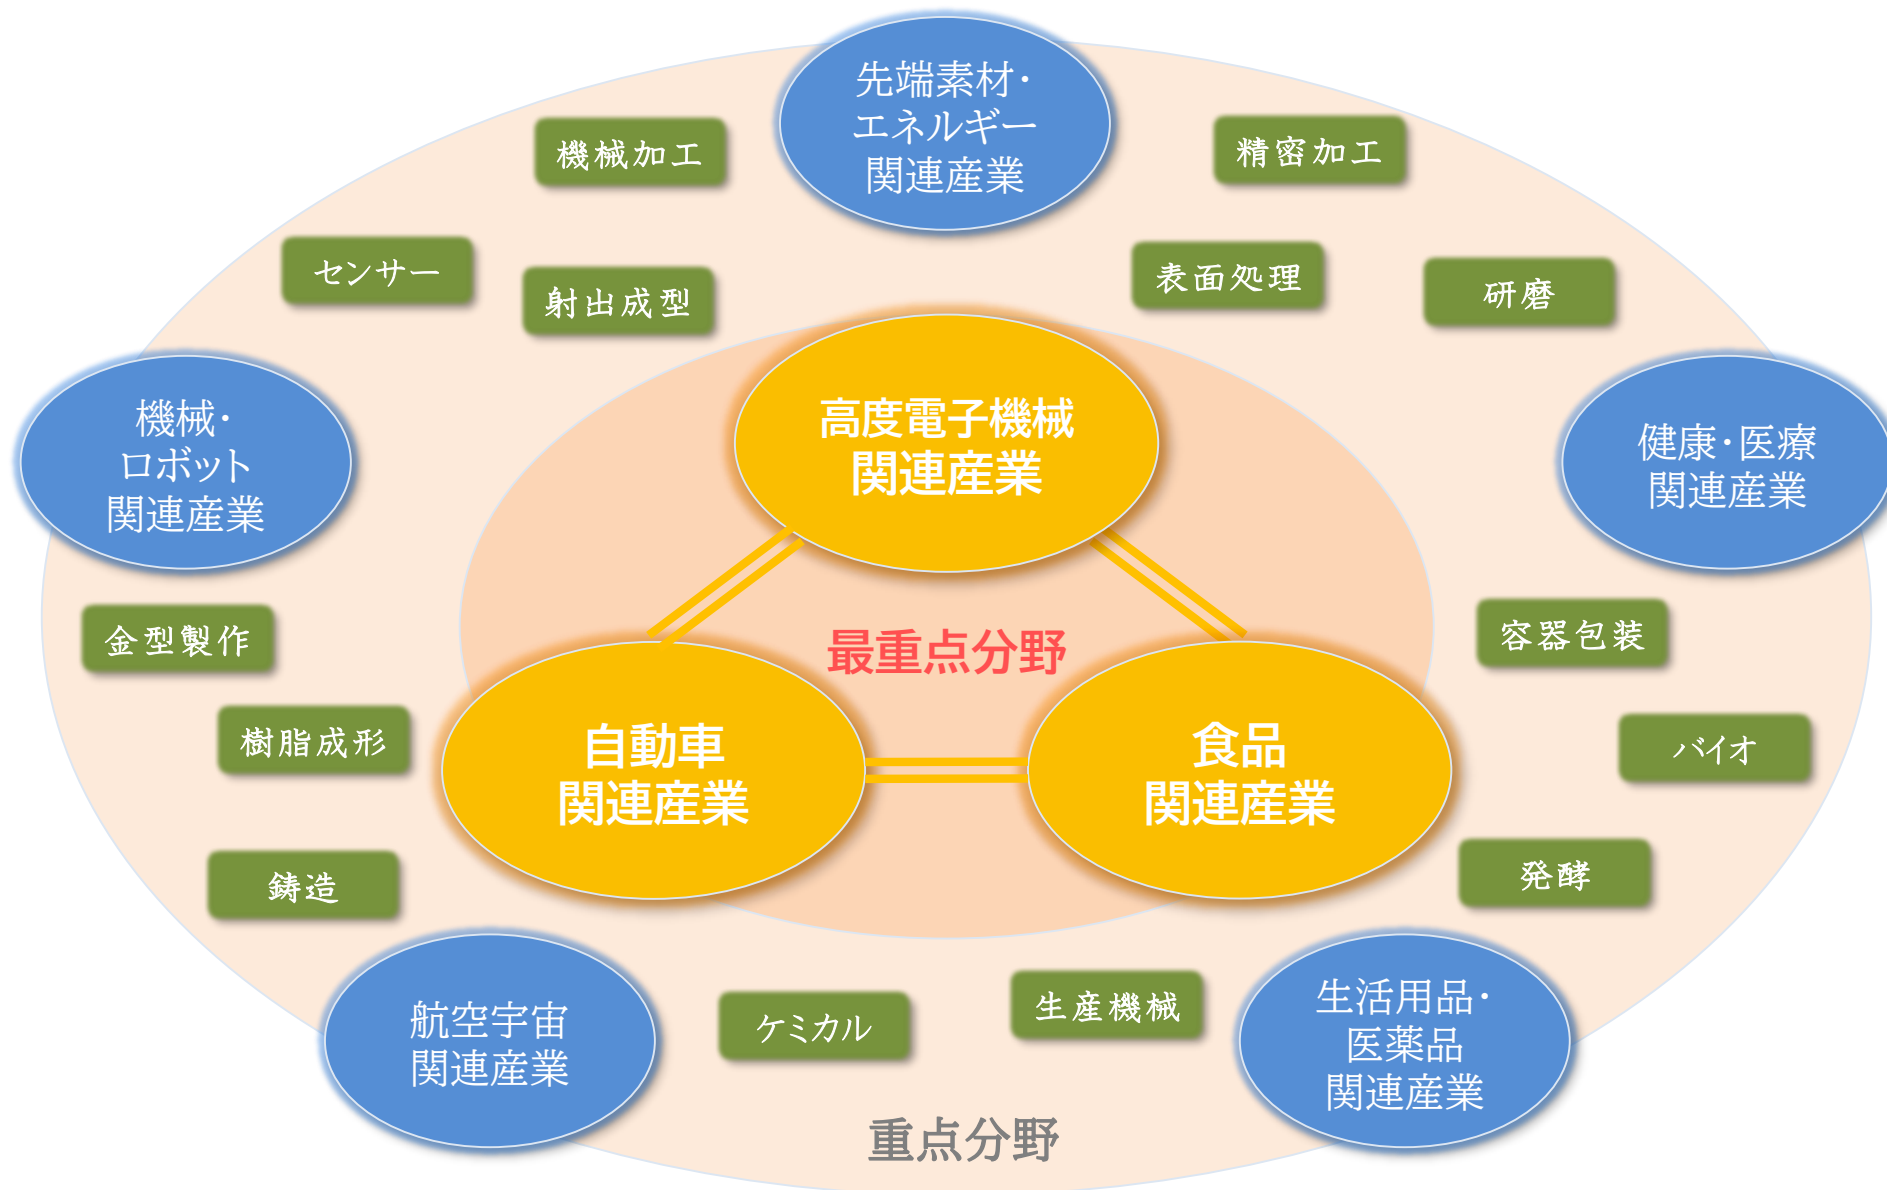 先端素材・
エネルギー
関連産業
機械加工
精密加工
センサー
射出成型
表面処理
研磨
高度電子機械
関連産業
機械・
ロボット
関連産業
健康・医療
関連産業
金型製作
最重点分野
容器包装
樹脂成形
自動車
関連産業
食品
関連産業
バイオ
鋳造
発酵
航空宇宙
関連産業
ケミカル
生産機械
生活用品・
医薬品
関連産業
重点分野